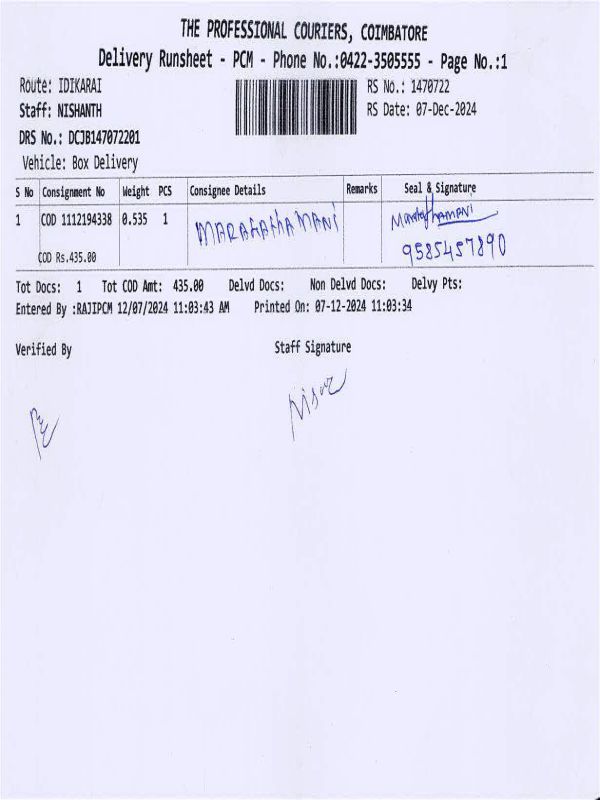 THE PROFESSIONAL COURIERS, COIMBATORE
Delivery Runsheet - PCM - Phone No.:0422-3505555 - Page No.:1
Route: IDIKARAI RS No.: 1470722
Staff: NISHANTH RS Date: 07-Dec-2024
DRS No.: DCJB147072201
Vehicle: Box Delivery
S No Consignment No Weight PCS Consignee Details Remarks Seal & Signature
1 COD 1112194338 0.535 1 MARAGATHA MANI
COD Rs.435.00 9585457890
Tot Docs: 1 Tot COD Amt: 435.00 Delvd Docs: Non Delvd Docs: Delvy Pts:
Entered By :RAJIPCM 12/07/2024 11:03:43 AM Printed On: 07-12-2024 11:03:34
Verified By Staff Signature